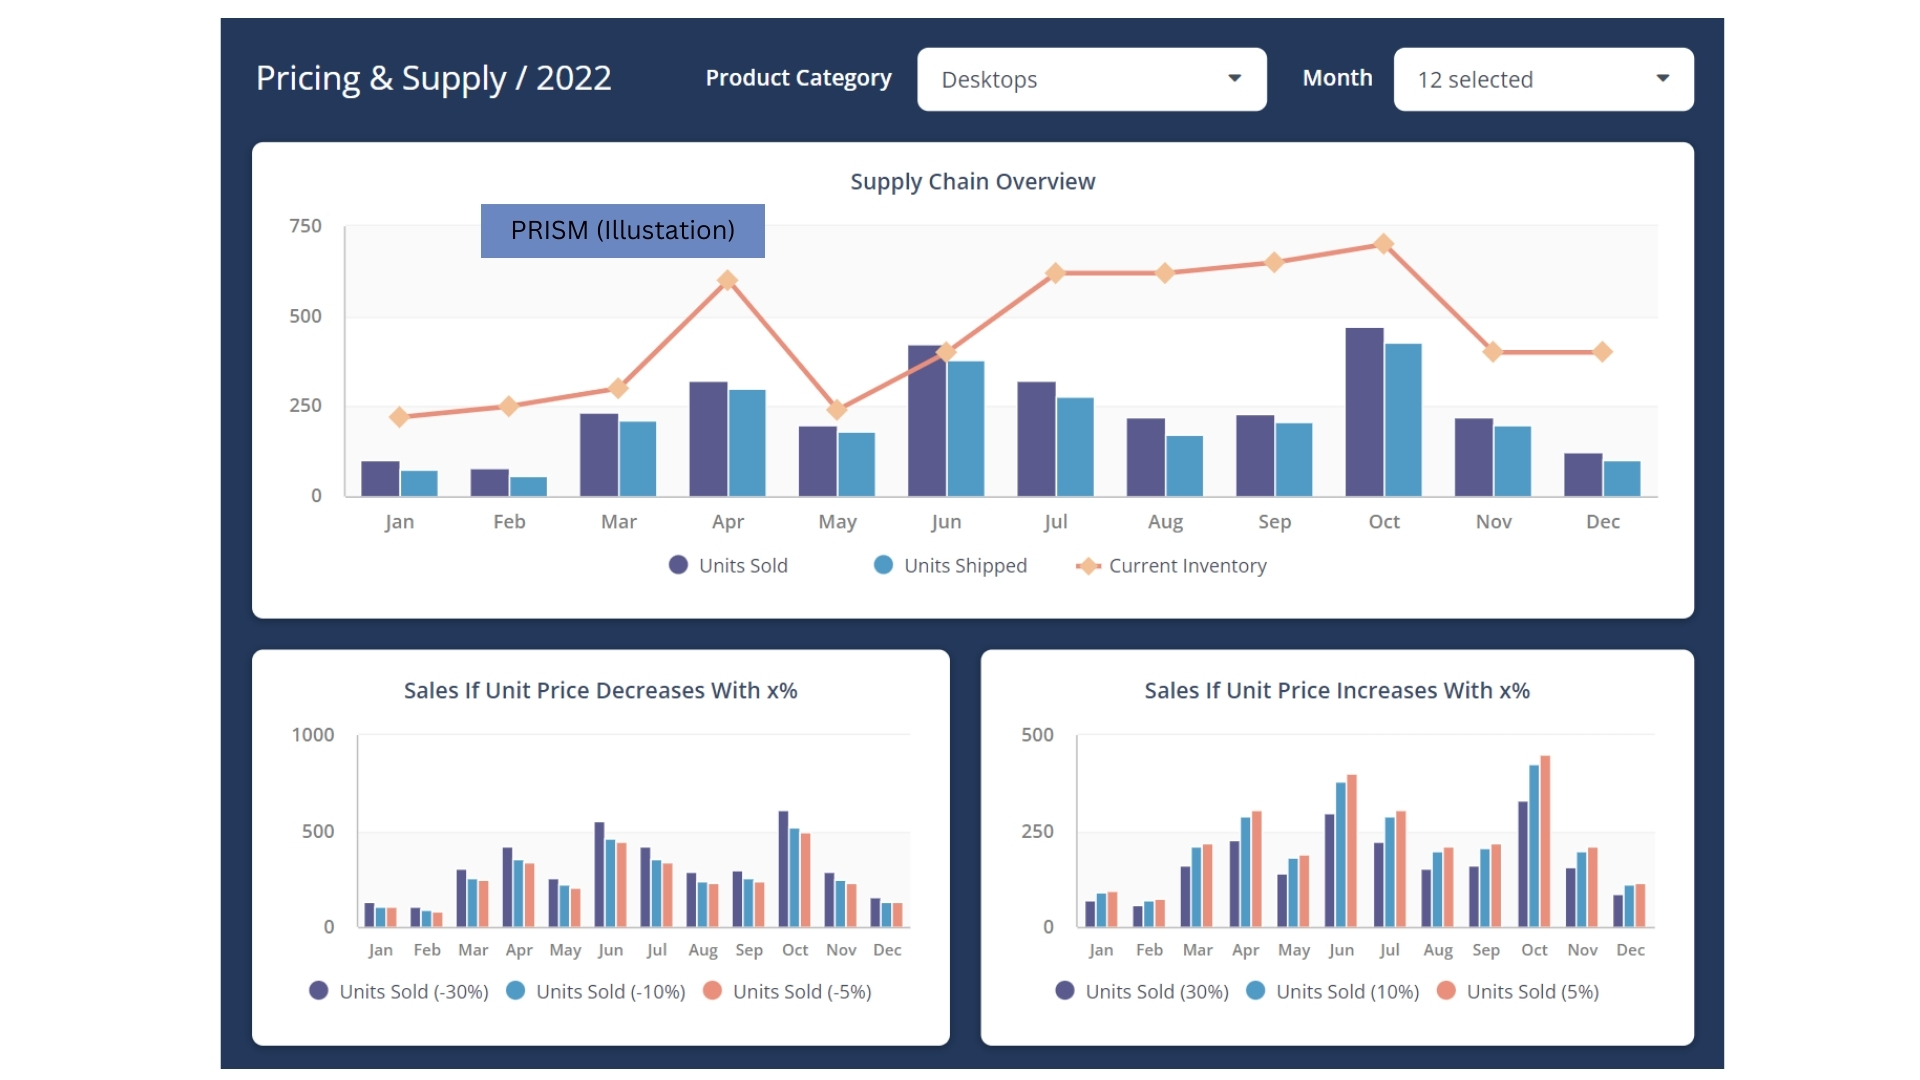 Pricing & Supply / 2022
Product Category
Desktops
Month
12 selected
Supply Chain Overview
PRISM (Illustation)
750
500
250
0
Jan Feb Mar Apr May Jun Jul Aug Sep Oct Nov Dec
Units Sold Units Shipped Current Inventory
Sales If Unit Price Decreases With x%
1000
500
0
Jan Feb Mar Apr May Jun Jul Aug Sep Oct Nov Dec
Units Sold (-30%) Units Sold (-10%) Units Sold (-5%)
Sales If Unit Price Increases With x%
500
250
0
Jan Feb Mar Apr May Jun Jul Aug Sep Oct Nov Dec
Units Sold (30%) Units Sold (10%) Units Sold (5%)